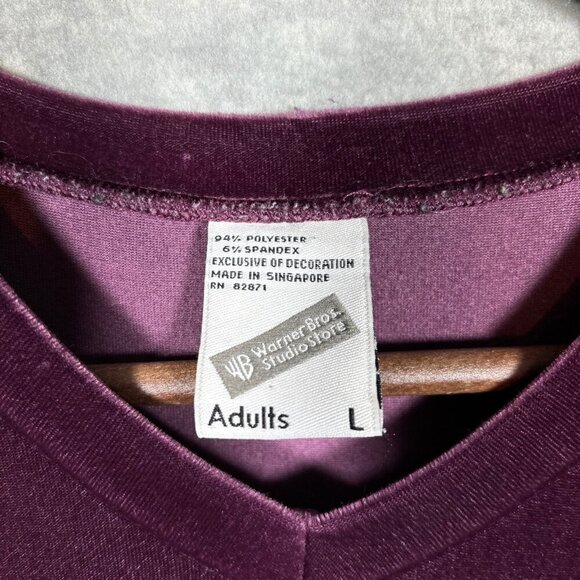 94% POLYESTER
6% SPANDEX
EXCLUSIVE OF DECORATION
MADE IN SINGAPORE
RN 82871
WB Warner Bros.
Studio Store
Adults L